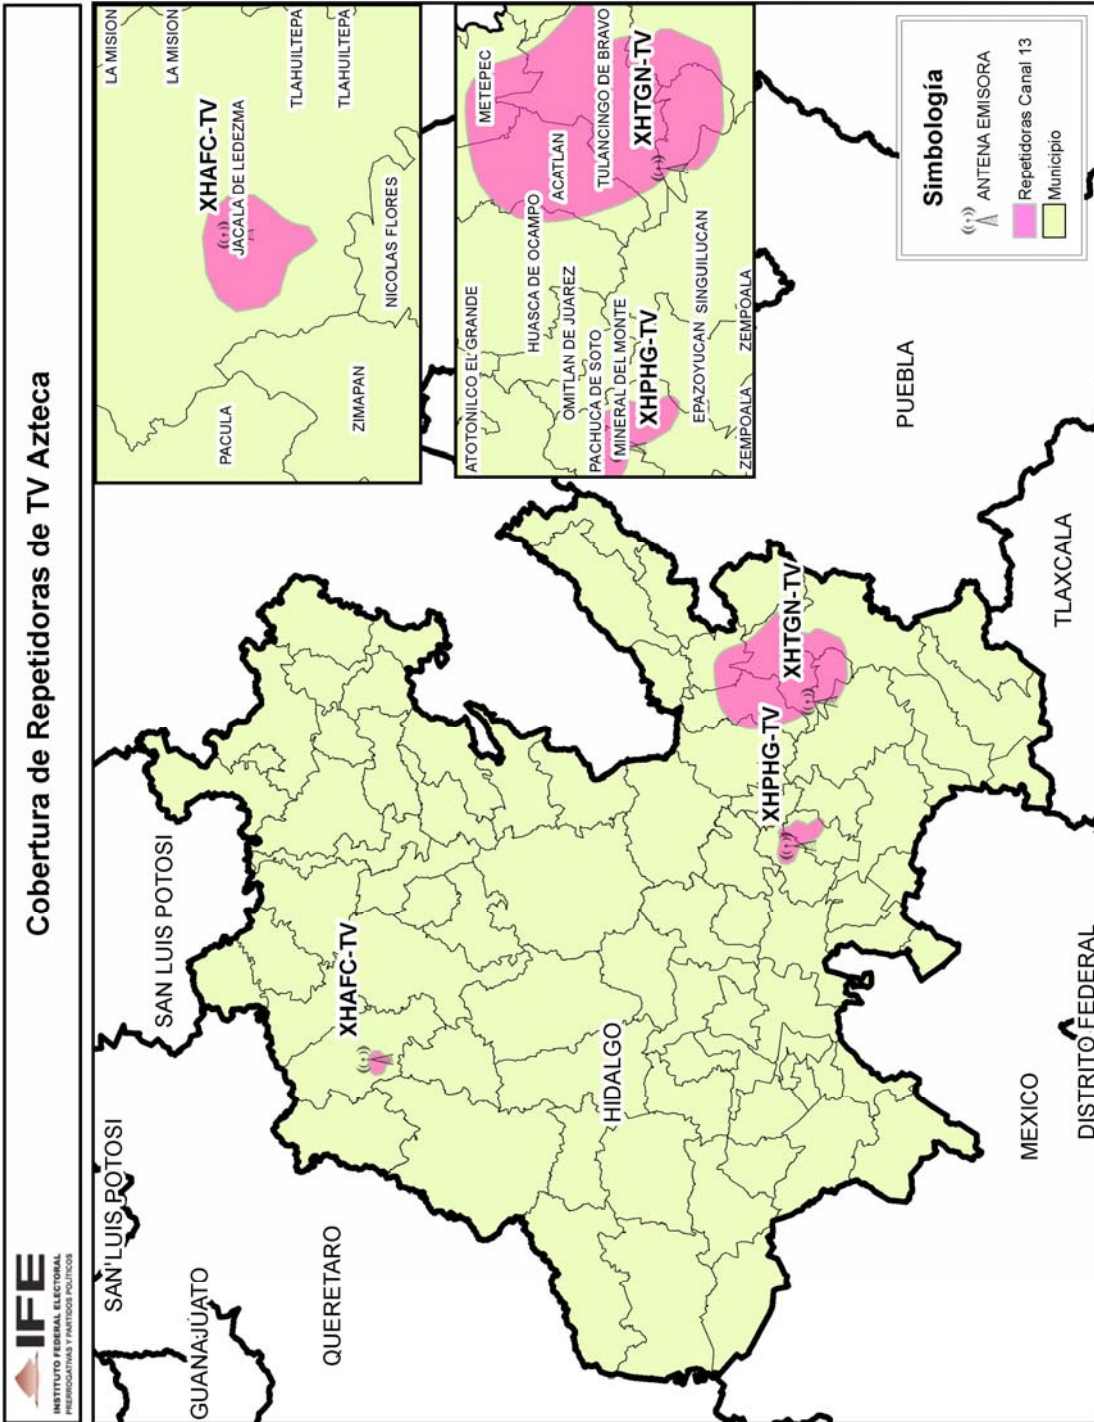 IFE
INSTITUTO FEDERAL ELECTORAL
PRERROGATIVAS Y PARTIDOS POLÍTICOS
Cobertura de Repetidoras de TV Azteca
SAN LUIS POTOSI
SAN LUIS POTOSI
GUANAJUATO
QUERETARO
XHAFC-TV
HIDALGO
XHPHG-TV
XHTGN-TV
MEXICO
DISTRITO FEDERAL
TLAXCALA
PUEBLA
LA MISION
LA MISION
XHAFC-TV
JACALA DE LEDEZMA
TLAHUILTEPA
TLAHUILTEPA
PACULA
ZIMAPAN
NICOLAS FLORES
ATOTONILCO EL GRANDE
METEPEC
HUASCA DE OCAMPO
ACATLAN
OMITLAN DE JUAREZ
TULANCINGO DE BRAVO
PACHUCA DE SOTO
MINERAL DEL MONTE
XHTGN-TV
XHPHG-TV
EPAZOYUCAN
SINGUILUCAN
ZEMPOALA
ZEMPOALA
Simbología
ANTENA EMISORA
Repetidoras Canal 13
Municipio